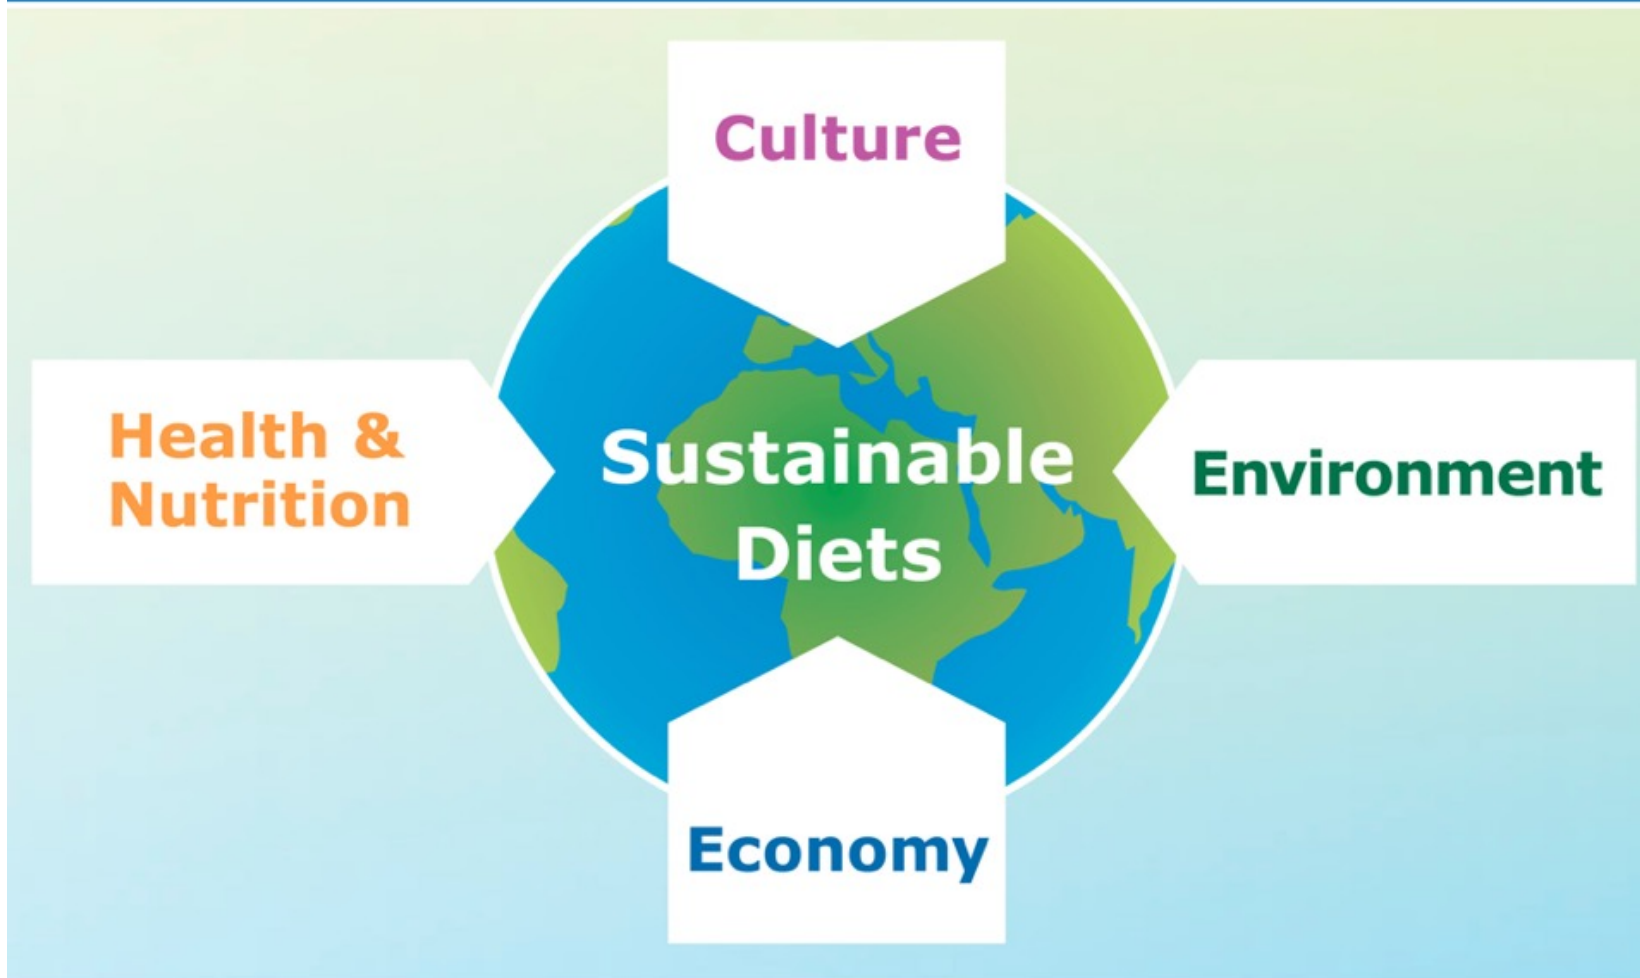 Culture
Health &
Nutrition
Sustainable
Diets
Environment
Economy